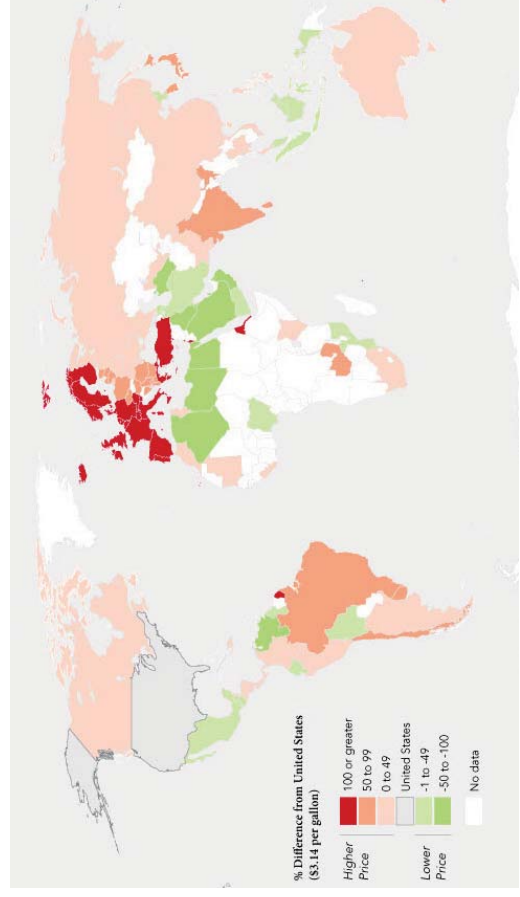 % Difference from United States
($3.14 per gallon)
Higher
Price
100 or greater
50 to 99
0 to 49
United States
Lower
Price
-1 to -49
-50 to -100
No data